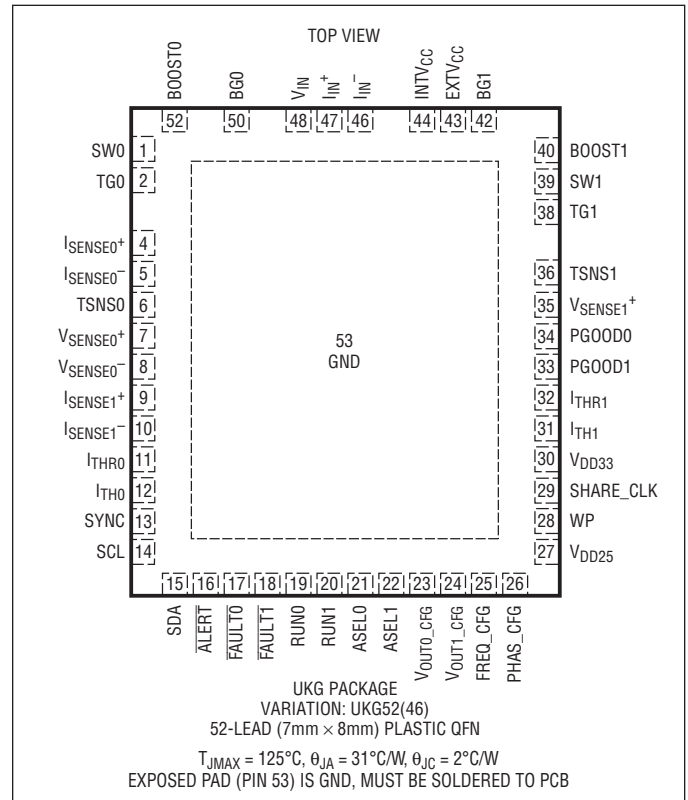 TOP VIEW
BOOST0
BG0
VIN
IIN+
IIN–
INTVCC
EXTVCC
BG1
52 50 48 47 46 44 43 42
SW0 1
TG0 2
ISENSE0+ 4
ISENSE0– 5
TSNS0 6
VSENSE0+ 7
VSENSE0– 8
ISENSE1+ 9
ISENSE1– 10
ITHR0 11
ITH0 12
SYNC 13
SCL 14
53
GND
40 BOOST1
39 SW1
38 TG1
36 TSNS1
35 VSENSE1+
34 PGOOD0
33 PGOOD1
32 ITHR1
31 ITH1
30 VDD33
29 SHARE_CLK
28 WP
27 VDD25
15 16 17 18 19 20 21 22 23 24 25 26
SDA
ALERT
FAULT0
FAULT1
RUN0
RUN1
ASEL0
ASEL1
VOUT0_CFG
VOUT1_CFG
FREQ_CFG
PHAS_CFG
UKG PACKAGE
VARIATION: UKG52(46)
52-LEAD (7mm × 8mm) PLASTIC QFN
TJMAX = 125°C, θJA = 31°C/W, θJC = 2°C/W
EXPOSED PAD (PIN 53) IS GND, MUST BE SOLDERED TO PCB